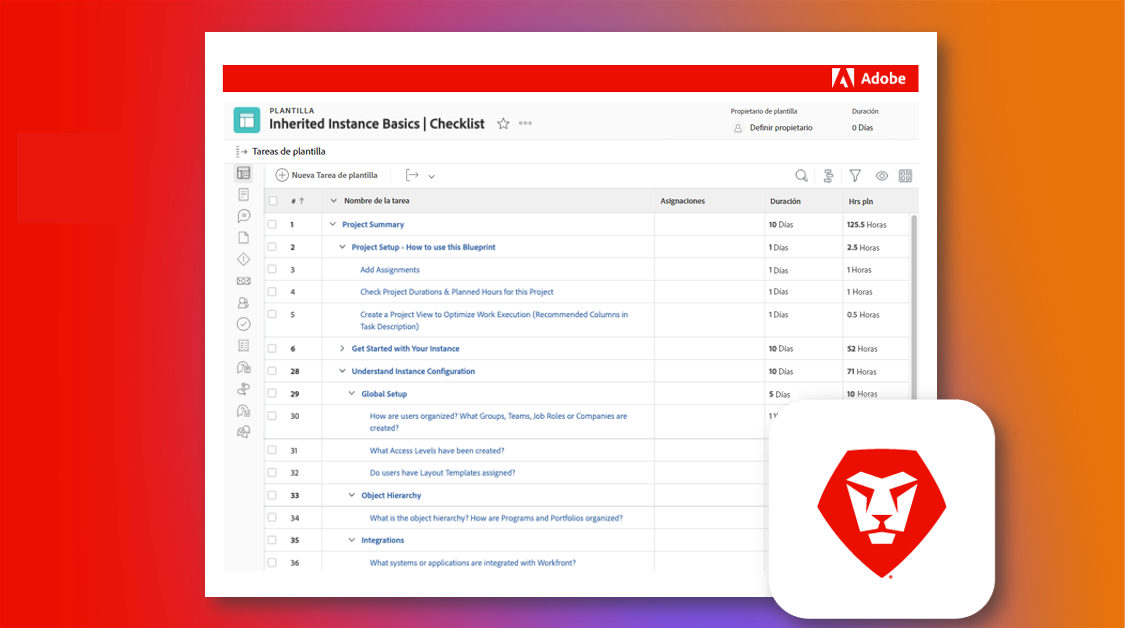 Adobe
PLANTILLA
Inherited Instance Basics | Checklist
Propietario de plantilla
Definir propietario
Duración
0 Días
Tareas de plantilla
Nueva Tarea de plantilla
# Nombre de la tarea Asignaciones Duración Hrs pln
1 Project Summary 10 Días 125.5 Horas
2 Project Setup - How to use this Blueprint 1 Días 2.5 Horas
3 Add Assignments 1 Días 1 Horas
4 Check Project Durations & Planned Hours for this Project 1 Días 1 Horas
5 Create a Project View to Optimize Work Execution (Recommended Columns in 1 Días 0.5 Horas
Task Description)
6 Get Started with Your Instance 10 Días 52 Horas
28 Understand Instance Configuration 10 Días 71 Horas
29 Global Setup 5 Días 10 Horas
30 How are users organized? What Groups, Teams, Job Roles or Companies are 1
created?
31 What Access Levels have been created?
32 Do users have Layout Templates assigned?
33 Object Hierarchy
34 What is the object hierarchy? How are Programs and Portfolios organized?
35 Integrations
36 What systems or applications are integrated with Workfront?